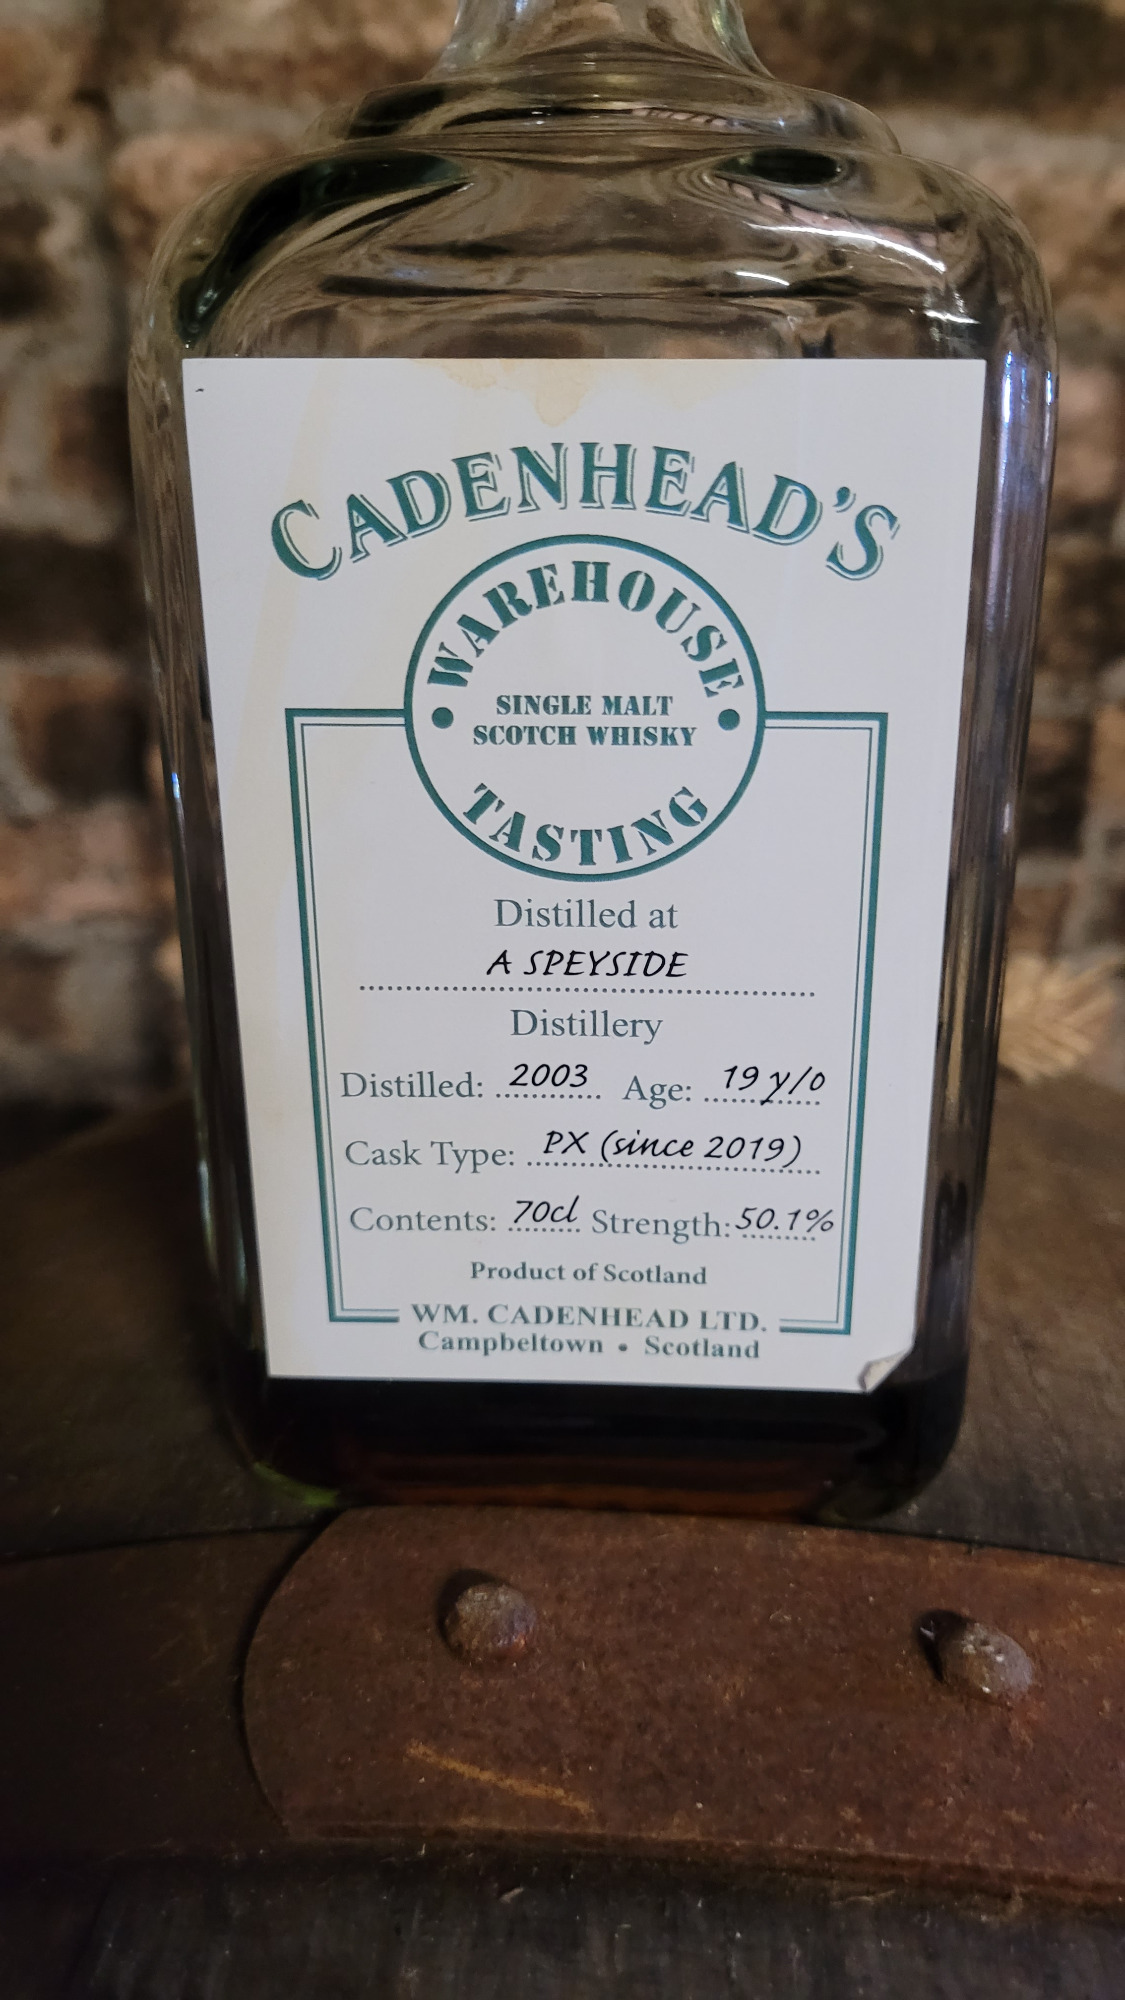 CADENHEAD'S
WAREHOUSE
SINGLE MALT
SCOTCH WHISKY
TASTING
Distilled at
A SPEYSIDE
Distillery
Distilled: 2003 Age: 19 y/o
Cask Type: PX (since 2019)
Contents: 70cl Strength: 50.1%
Product of Scotland
WM. CADENHEAD LTD.
Campbeltown • Scotland